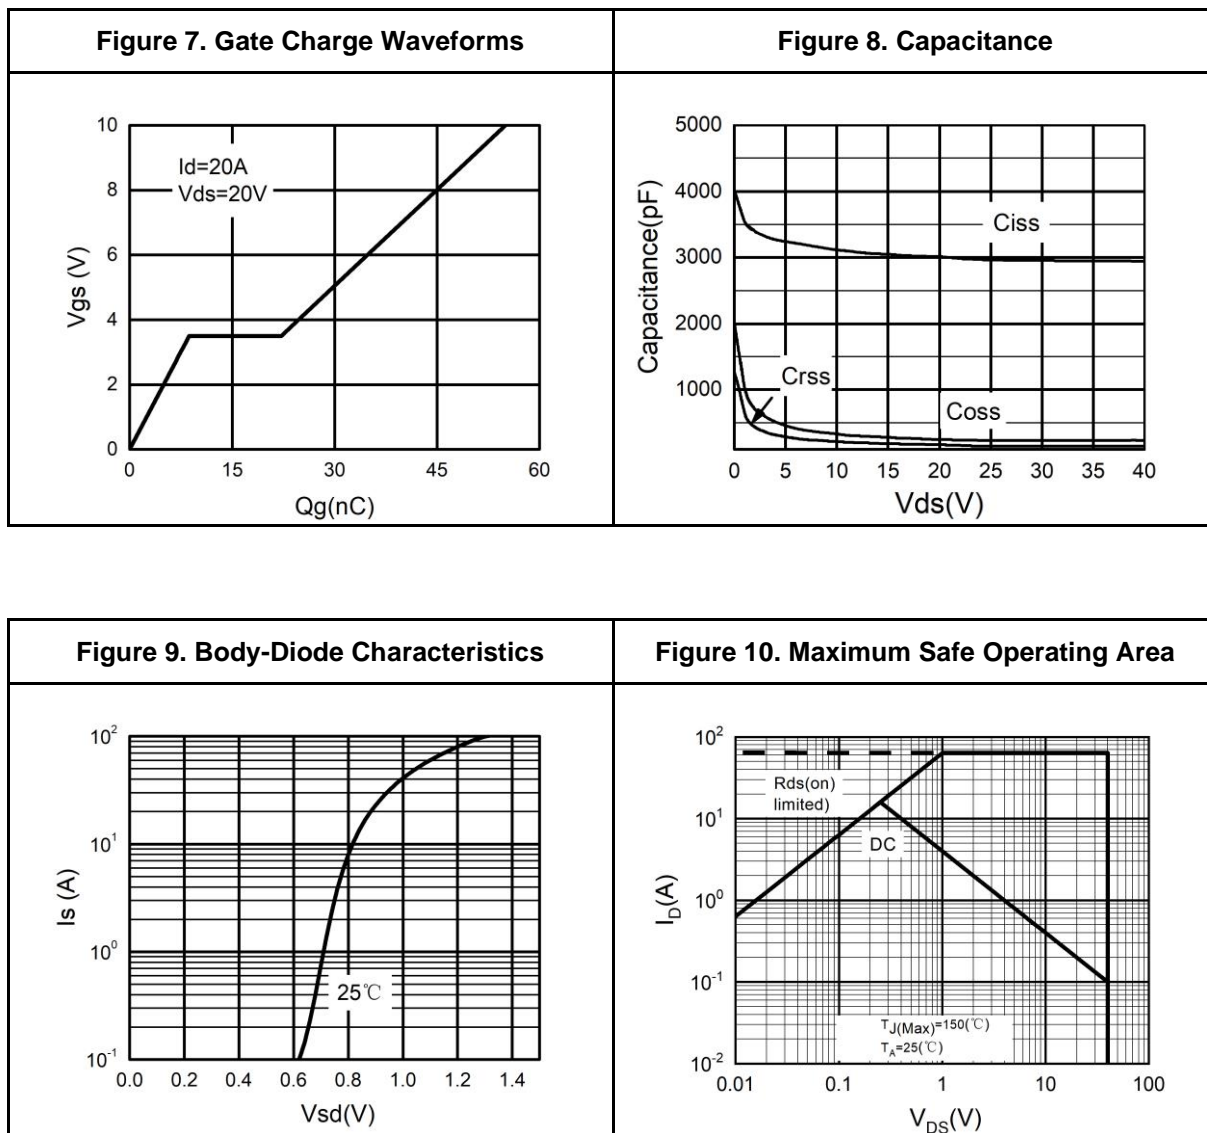 Figure 7. Gate Charge Waveforms
Figure 8. Capacitance
10
8
6
4
2
0
Vgs (V)
Id=20A
Vds=20V
0 15 30 45 60
Qg(nC)
5000
4000
3000
2000
1000
Capacitance(pF)
Ciss
Crss
Coss
0 5 10 15 20 25 30 35 40
Vds(V)
Figure 9. Body-Diode Characteristics
Figure 10. Maximum Safe Operating Area
10²
10¹
10⁰
10⁻¹
Is (A)
25℃
0.0 0.2 0.4 0.6 0.8 1.0 1.2 1.4
Vsd(V)
10²
10¹
10⁰
10⁻¹
10⁻²
I_D(A)
Rds(on)
limited)
DC
T_J(Max)=150(℃)
T_A=25(℃)
0.01 0.1 1 10 100
V_DS(V)